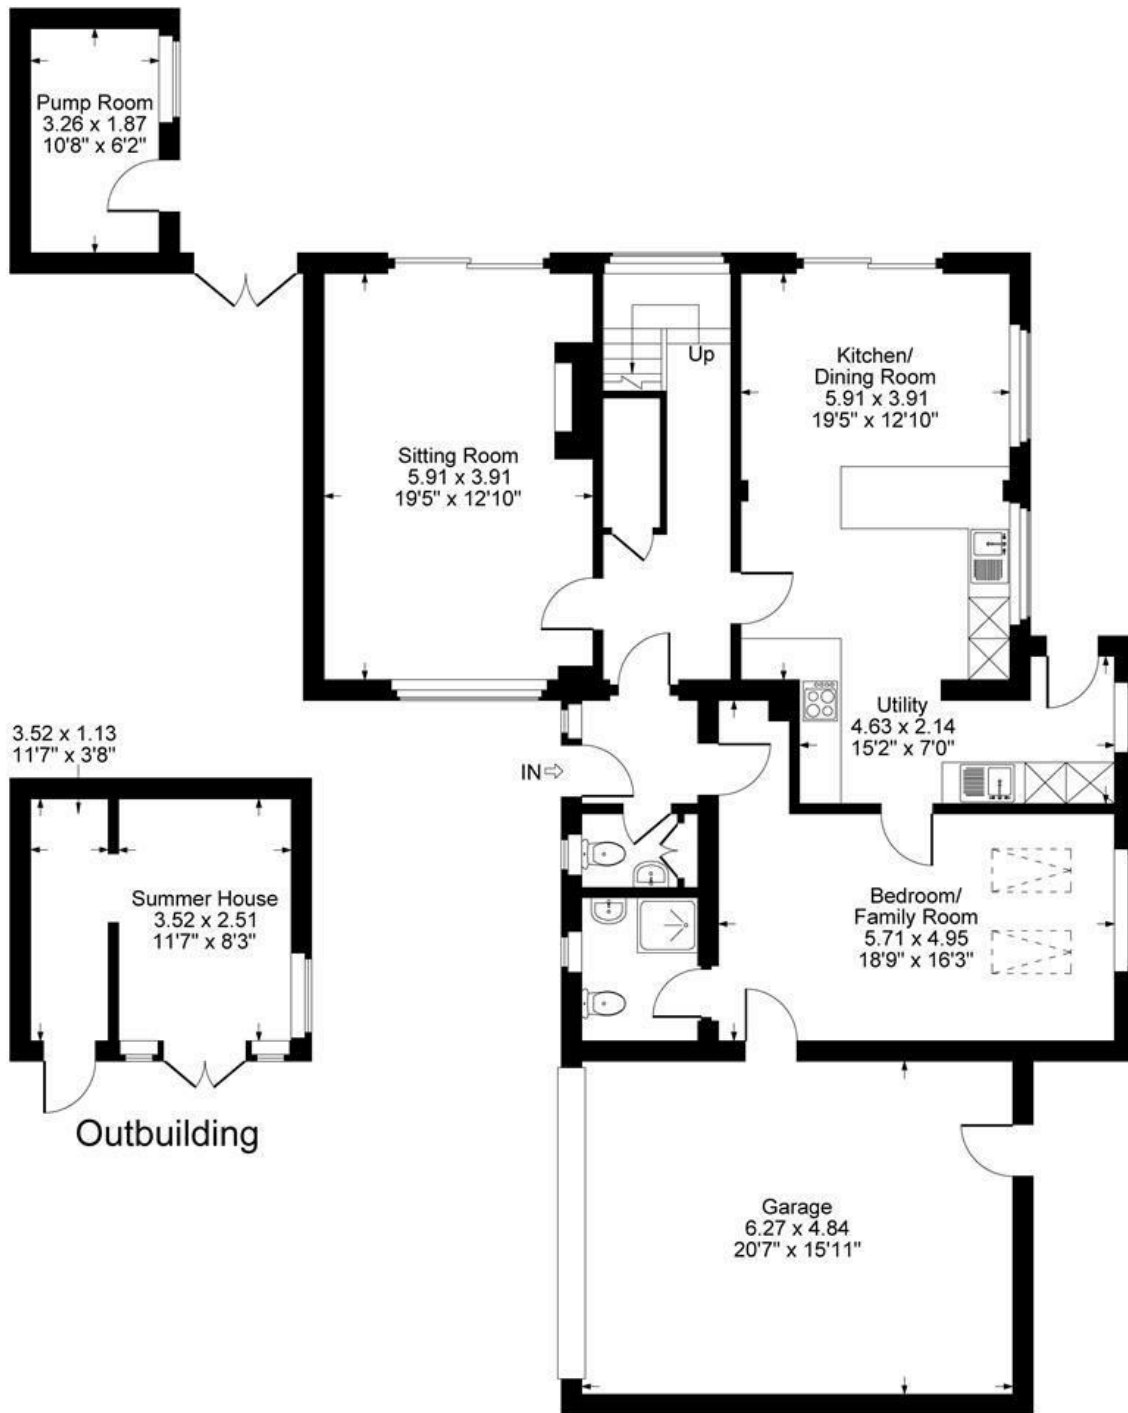 Pump Room
3.26 x 1.87
10'8" x 6'2"
Up
Kitchen/
Dining Room
5.91 x 3.91
19'5" x 12'10"
Sitting Room
5.91 x 3.91
19'5" x 12'10"
Utility
4.63 x 2.14
15'2" x 7'0"
IN
3.52 x 1.13
11'7" x 3'8"
Summer House
3.52 x 2.51
11'7" x 8'3"
Bedroom/
Family Room
5.71 x 4.95
18'9" x 16'3"
Outbuilding
Garage
6.27 x 4.84
20'7" x 15'11"